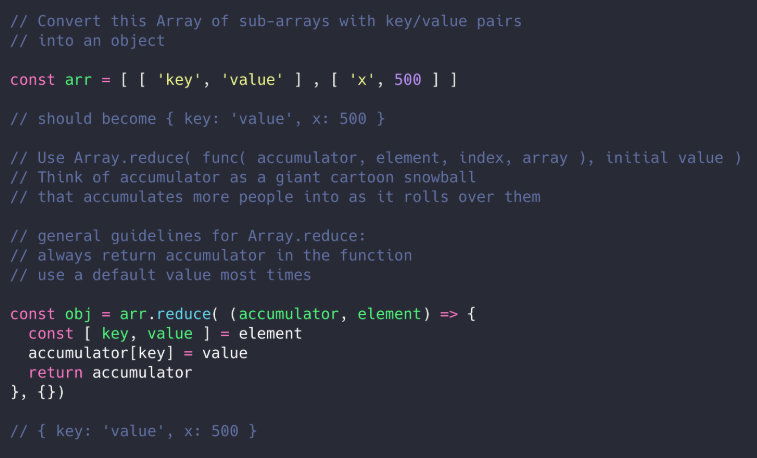 // Convert this Array of sub-arrays with key/value pairs
// into an object
const arr = [ [ 'key', 'value' ] , [ 'x', 500 ] ]
// should become { key: 'value', x: 500 }
// Use Array.reduce( func( accumulator, element, index, array ), initial value )
// Think of accumulator as a giant cartoon snowball
// that accumulates more people into as it rolls over them
// general guidelines for Array.reduce:
// always return accumulator in the function
// use a default value most times
const obj = arr.reduce( (accumulator, element) => {
  const [ key, value ] = element
  accumulator[key] = value
  return accumulator
}, {})
// { key: 'value', x: 500 }